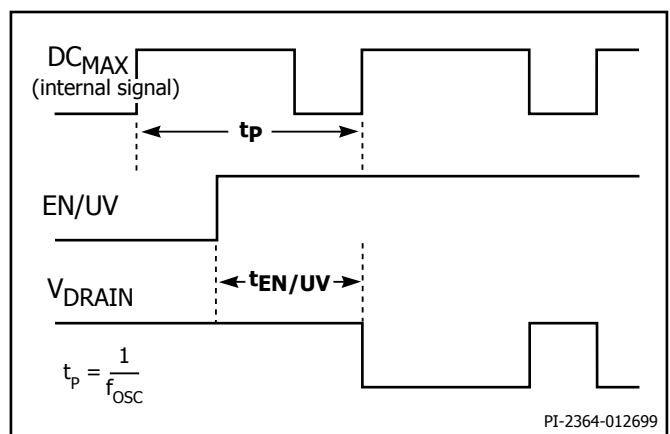 DCMAX
(internal signal)
tP
EN/UV
tEN/UV
VDRAIN
tP = 1
fOSC
PI-2364-012699